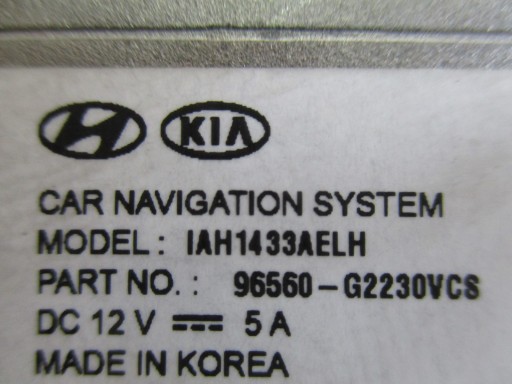 KIA
CAR NAVIGATION SYSTEM
MODEL: IAH1433AELH
PART NO.: 96560-G2230VCS
DC 12 V ⎓ 5 A
MADE IN KOREA